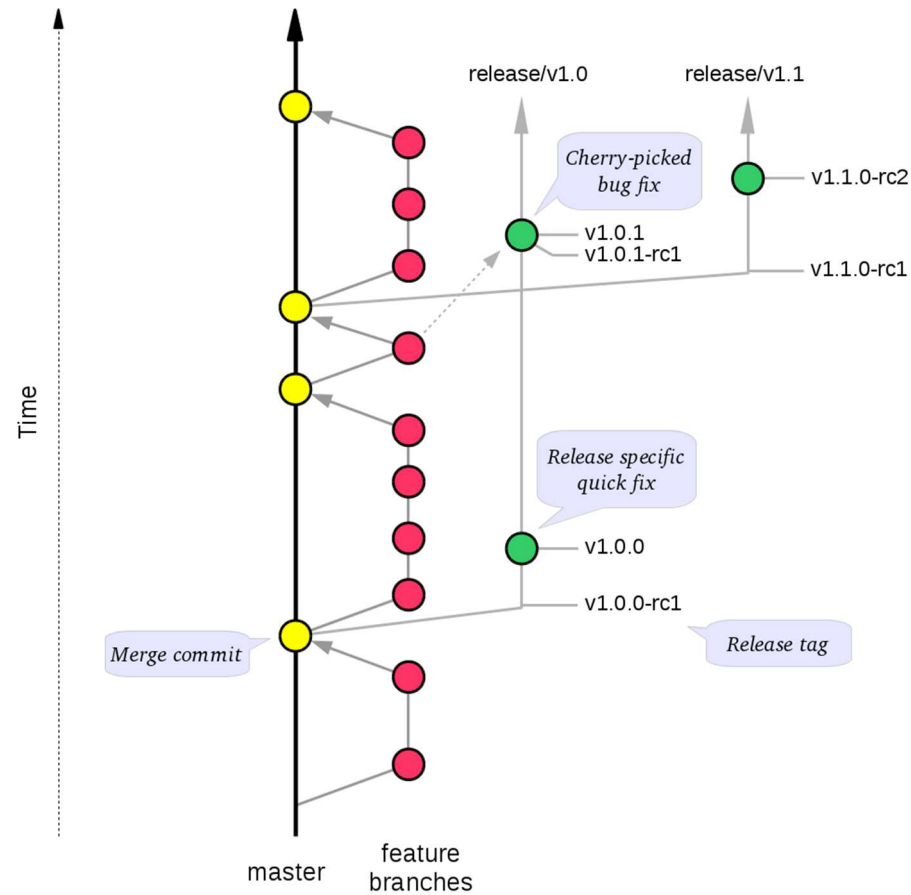 release/v1.0
release/v1.1
Cherry-picked
bug fix
v1.1.0-rc2
v1.0.1
v1.0.1-rc1
v1.1.0-rc1
Time
Release specific
quick fix
v1.0.0
v1.0.0-rc1
Merge commit
Release tag
master
feature
branches